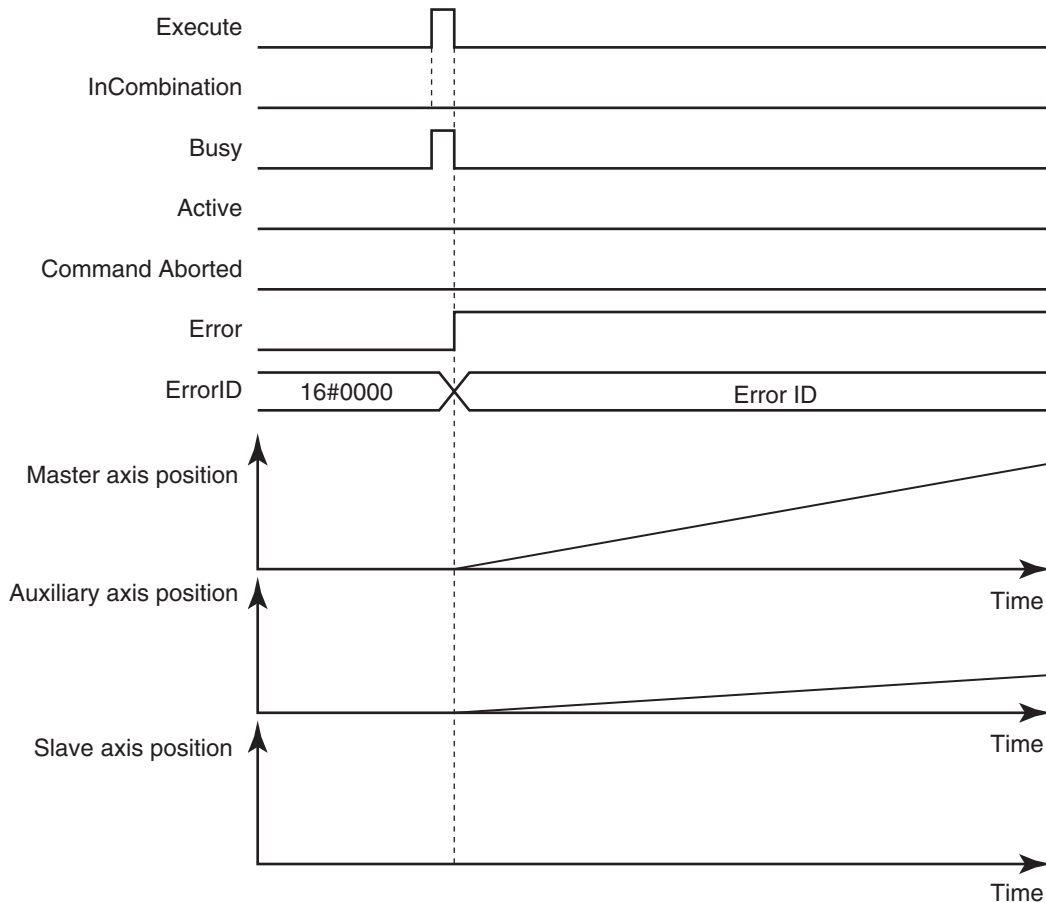 Execute
InCombination
Busy
Active
Command Aborted
Error
ErrorID 16#0000 Error ID
Master axis position
Time
Auxiliary axis position
Time
Slave axis position
Time